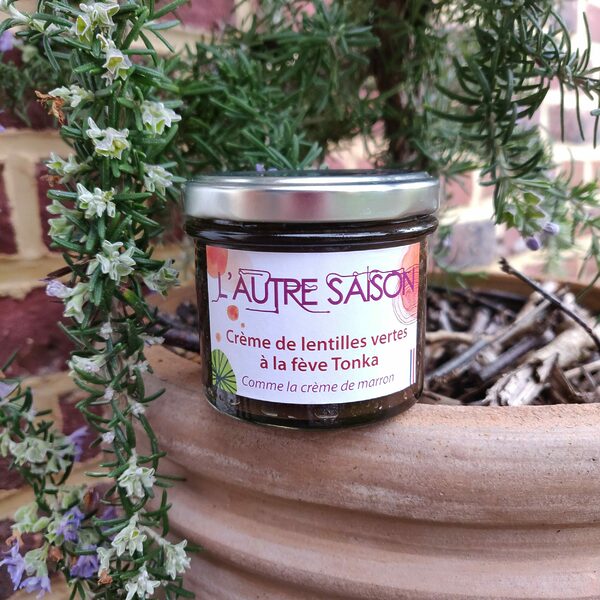 L'AUTRE SAISON
Crème de lentilles vertes
à la fève Tonka
Comme la crème de marron